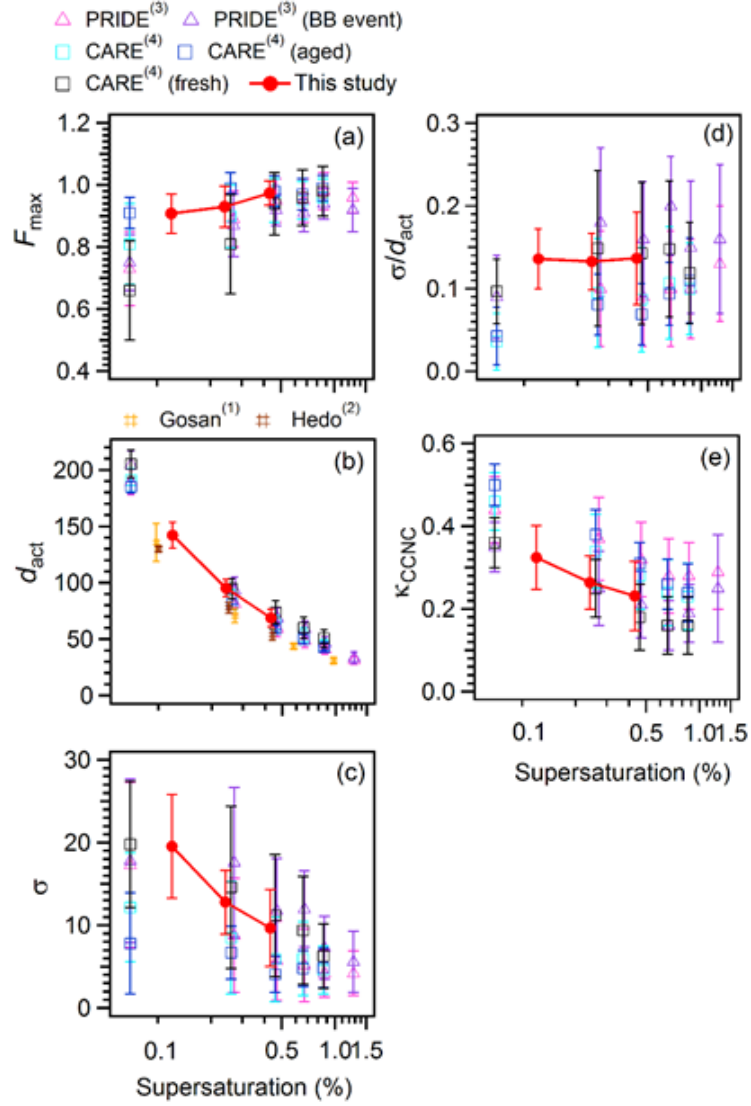 PRIDE(3) PRIDE(3) (BB event)
CARE(4) CARE(4) (aged)
CARE(4) (fresh) This study
(a)
1.2
1.0
0.8
0.6
0.4
Fmax
(d)
0.3
0.2
0.1
0.0
σ/dact
Gosan(1) Hedo(2)
(b)
200
150
100
50
0
dact
(e)
0.6
0.4
0.2
0.0
κCCNC
0.1 0.5 1.01.5
Supersaturation (%)
(c)
30
20
10
0
σ
0.1 0.5 1.01.5
Supersaturation (%)